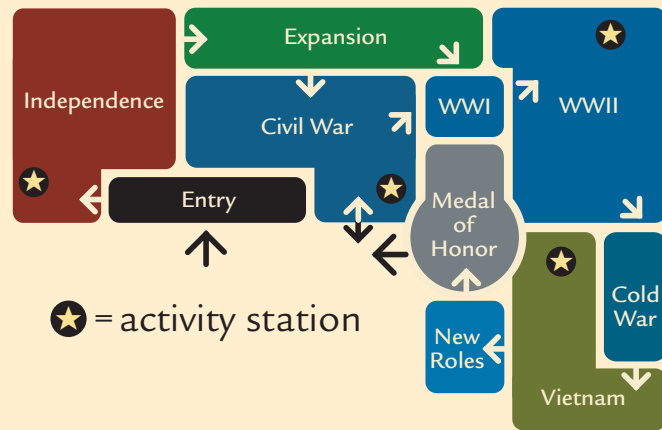 Expansion
Independence
Civil War
WWI
WWII
Entry
Medal
of
Honor
= activity station
Cold
War
New
Roles
Vietnam